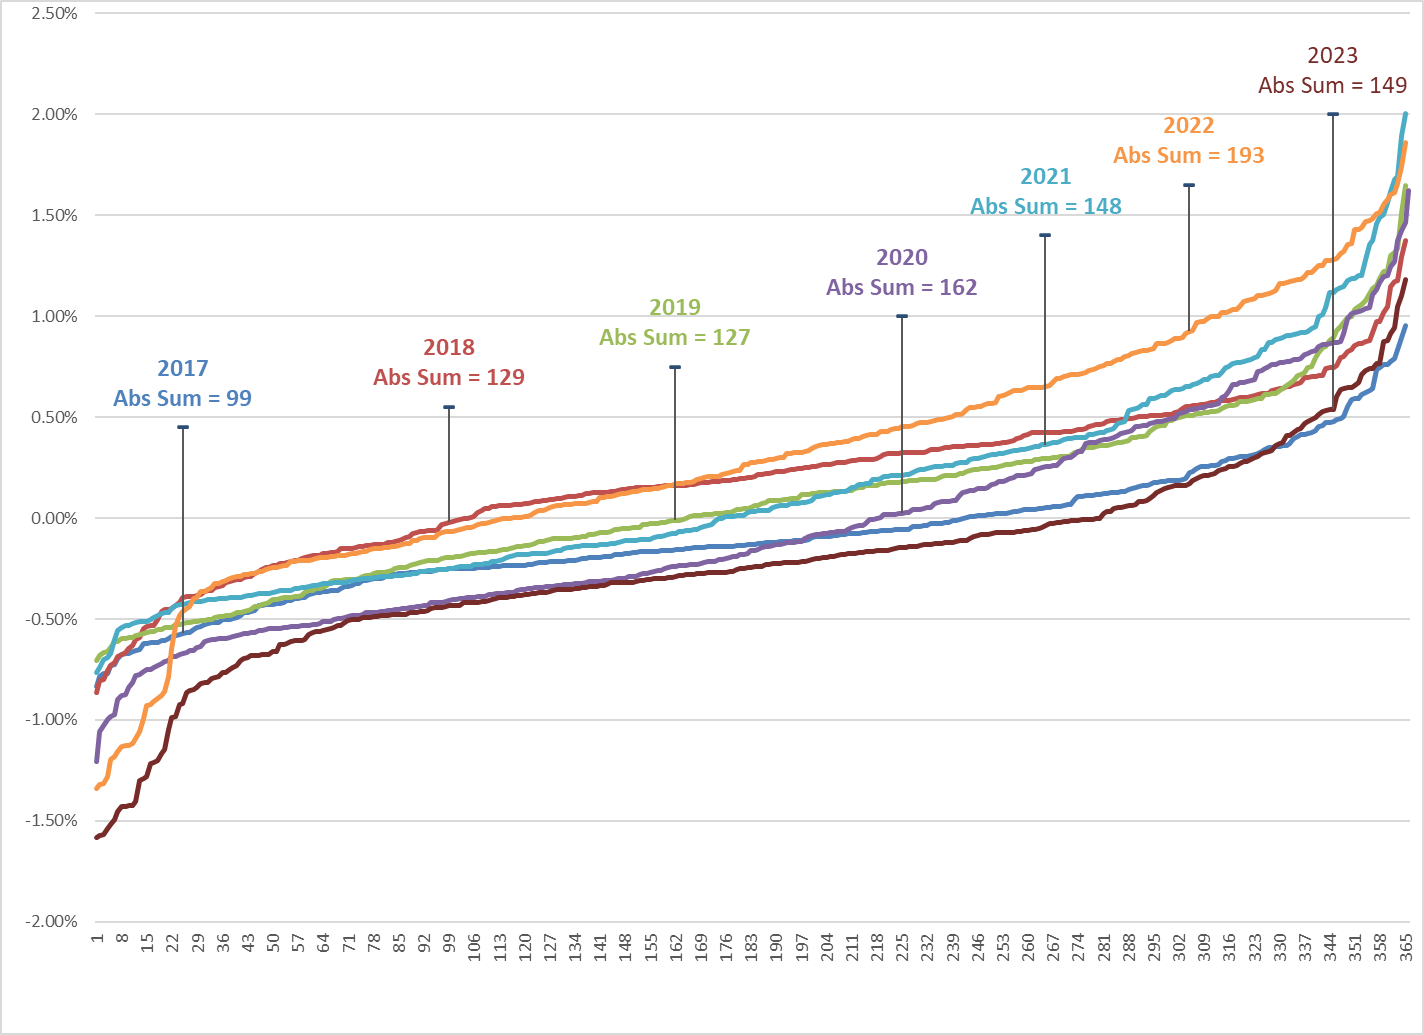 2.50%
2023
Abs Sum = 149
2.00%
2022
Abs Sum = 193
2021
Abs Sum = 148
1.50%
2020
Abs Sum = 162
2019
Abs Sum = 127
1.00%
2018
Abs Sum = 129
2017
Abs Sum = 99
0.50%
0.00%
-0.50%
-1.00%
-1.50%
-2.00%
1 8 15 22 29 36 43 50 57 64 71 78 85 92 99 106 113 120 127 134 141 148 155 162 169 176 183 190 197 204 211 218 225 232 239 246 253 260 267 274 281 288 295 302 309 316 323 330 337 344 351 358 365